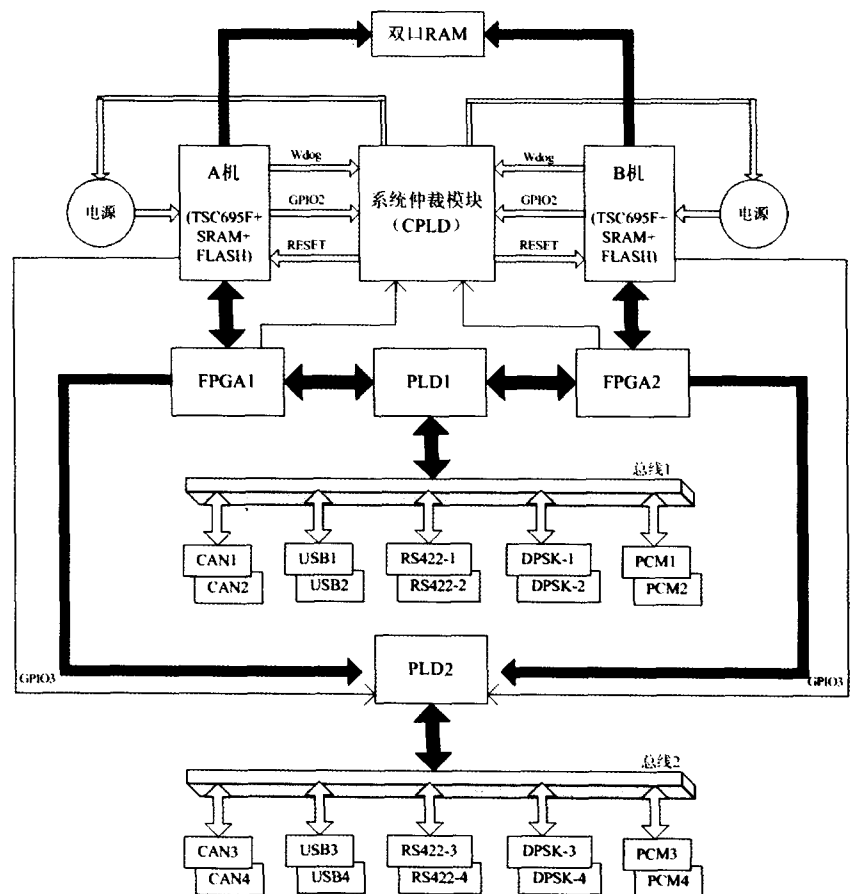 双口RAM
A机
(TSC695F+
SRAM+
FLASH)
Wdog
GPIO2
RESET
系统仲裁模块
（CPLD）
Wdog
GPIO2
RESET
B机
(TSC695F+
SRAM+
FLASH)
电源
电源
FPGA1
PLD1
FPGA2
总线1
CAN1
CAN2
USB1
USB2
RS422-1
RS422-2
DPSK-1
DPSK-2
PCM1
PCM2
PLD2
GPIO3
GPIO3
总线2
CAN3
CAN4
USB3
USB4
RS422-3
RS422-4
DPSK-3
DPSK-4
PCM3
PCM4